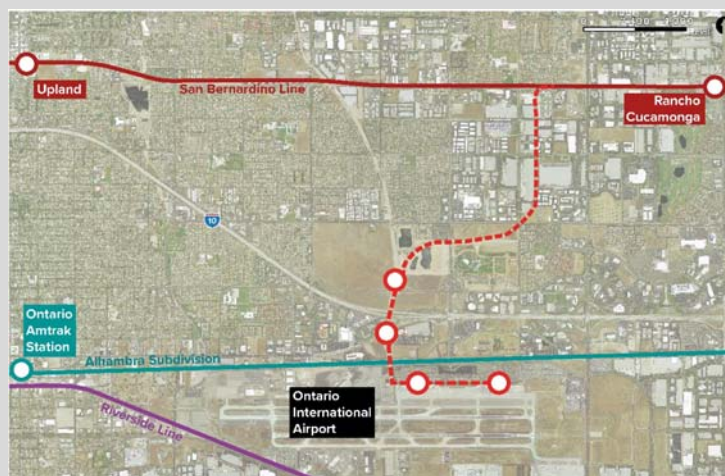 Upland
San Bernardino Line
Rancho
Cucamonga
10
Ontario
Amtrak
Station
Alhambra Subdivision
Ontario
International
Airport
Riverside Line